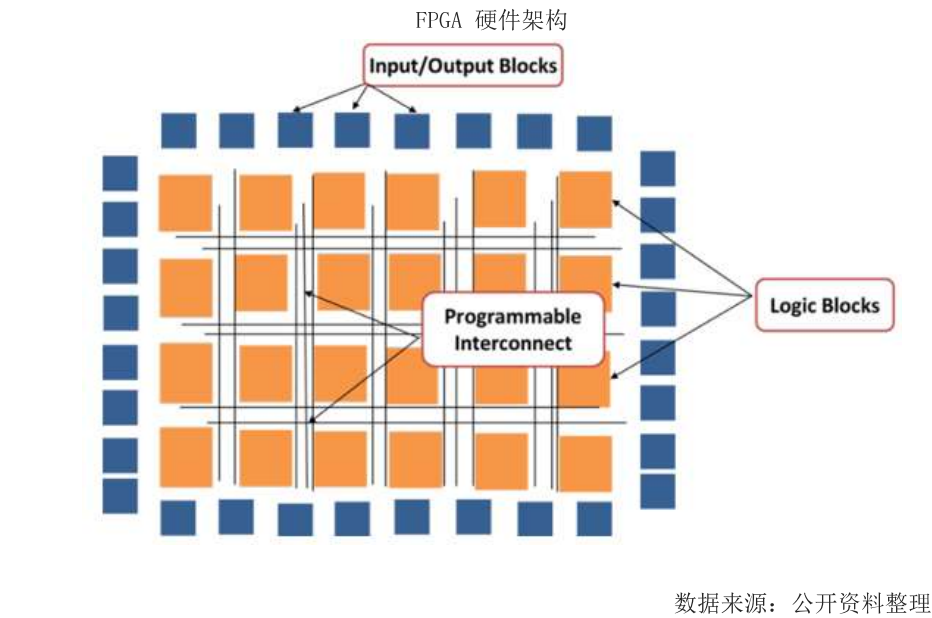 FPGA 硬件架构
Input/Output Blocks
Logic Blocks
Programmable
Interconnect
数据来源：公开资料整理